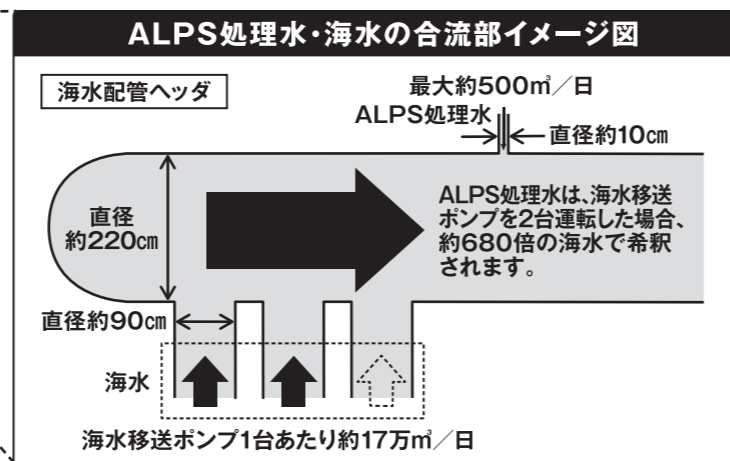 ALPS処理水・海水の合流部イメージ図
海水配管ヘッダ
最大約500㎥／日
ALPS処理水
直径約10㎝
直径
約220㎝
ALPS処理水は、海水移送
ポンプを2台運転した場合、
約680倍の海水で希釈
されます。
直径約90㎝
海水
海水移送ポンプ1台あたり約17万㎥／日